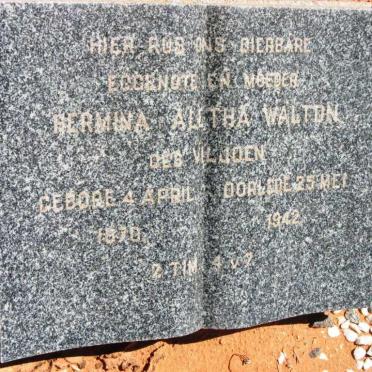 HIER RUS ONS DIERBARE
EGGENOTE EN MOEDER
HERMINA ALITHA WALTON
GEB VILJOEN
GEBORE 4 APRIL OORLEDE 25 MEI
1870. 1942
2 TIM. 4 v 7